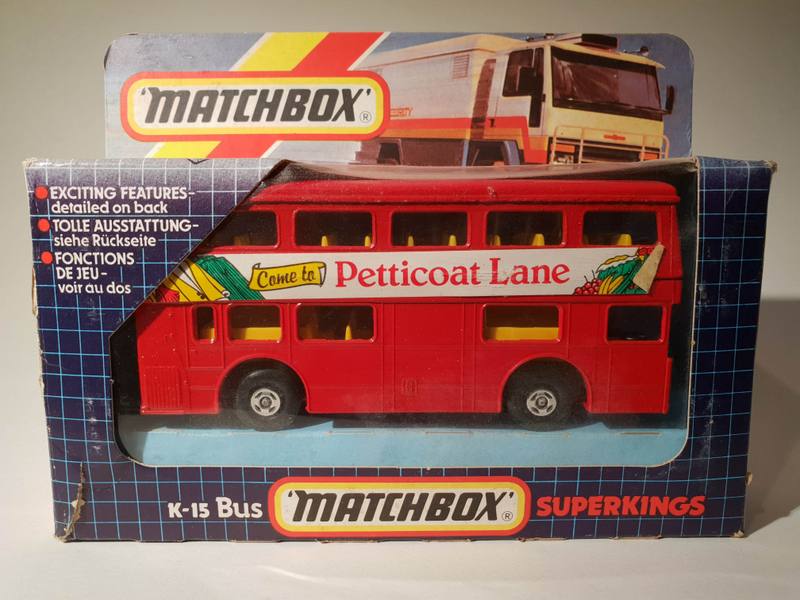 'MATCHBOX'®
EXCITING FEATURES-
detailed on back
TOLLE AUSSTATTUNG-
siehe Rückseite
FONCTIONS
DE JEU-
voir au dos
Come to Petticoat Lane
K-15 Bus 'MATCHBOX'® SUPERKINGS